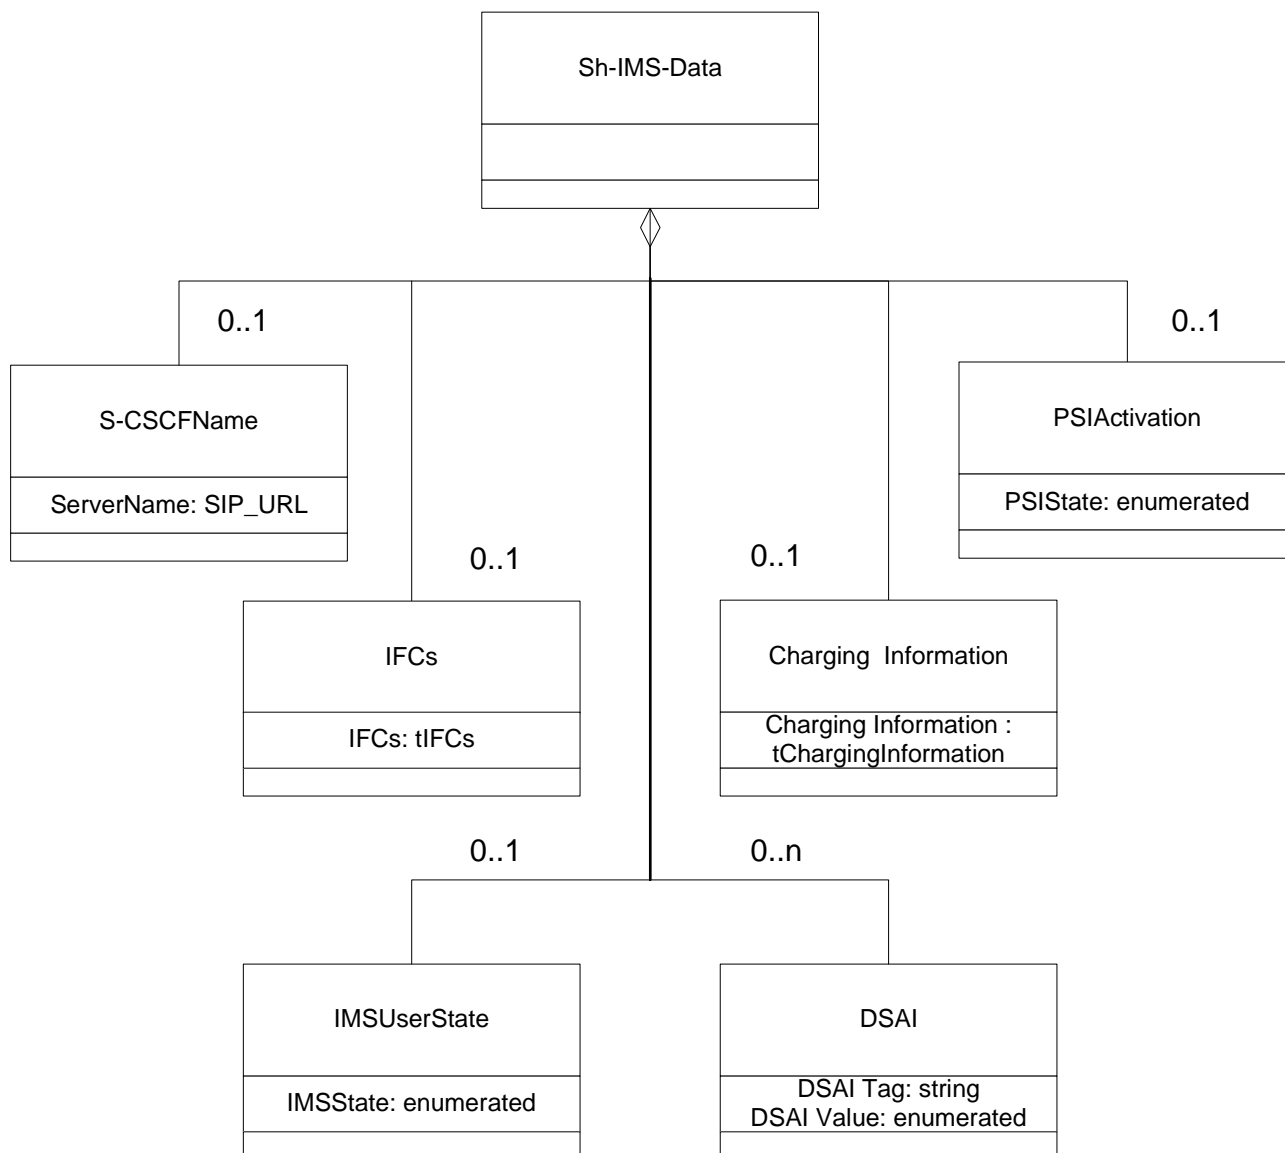 Sh-IMS-Data
0..1
0..1
S-CSCFName
ServerName: SIP_URL
PSIActivation
PSIState: enumerated
0..1
0..1
IFCs
IFCs: tIFCs
Charging  Information
Charging Information :
tChargingInformation
0..1
0..n
IMSUserState
IMSState: enumerated
DSAI
DSAI Tag: string
DSAI Value: enumerated